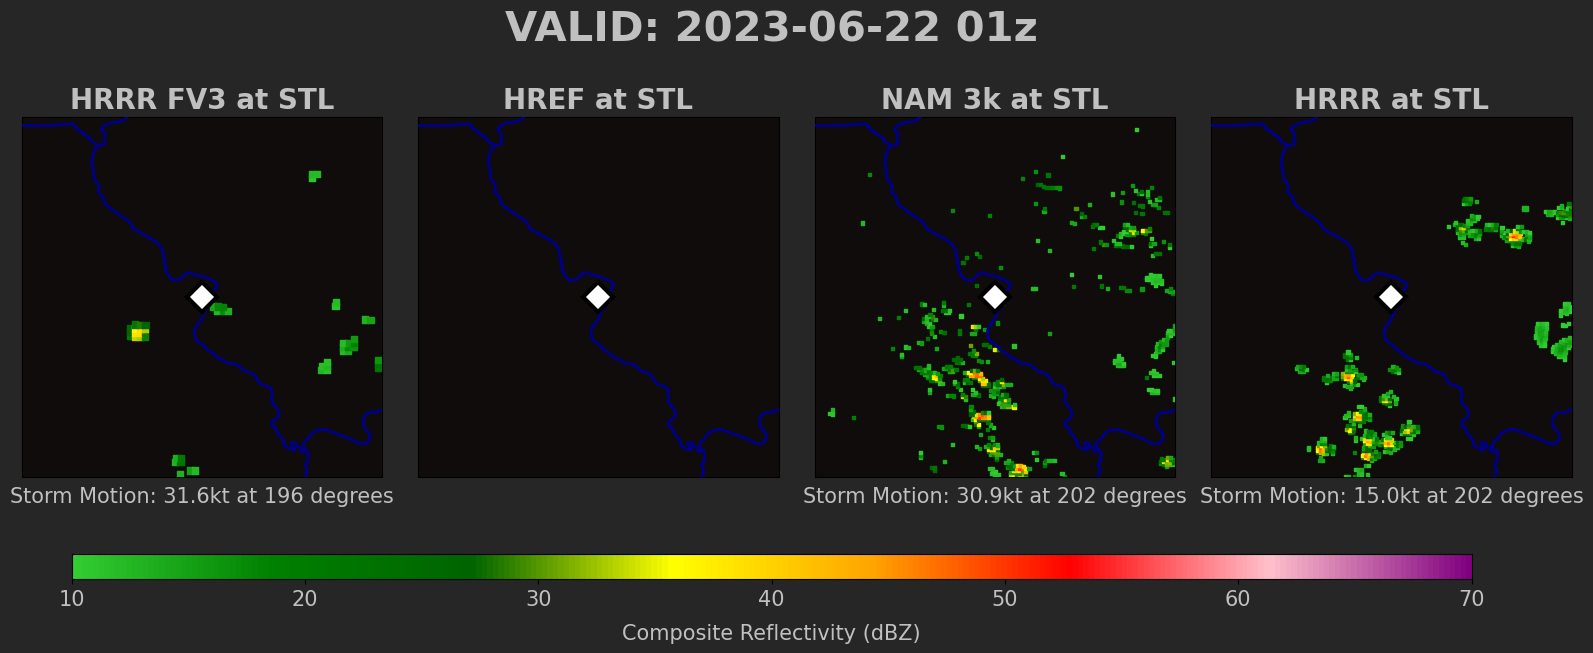 VALID: 2023-06-22 01z
HRRR FV3 at STL
HREF at STL
NAM 3k at STL
HRRR at STL
Storm Motion: 31.6kt at 196 degrees
Storm Motion: 30.9kt at 202 degrees
Storm Motion: 15.0kt at 202 degrees
10 20 30 40 50 60 70
Composite Reflectivity (dBZ)